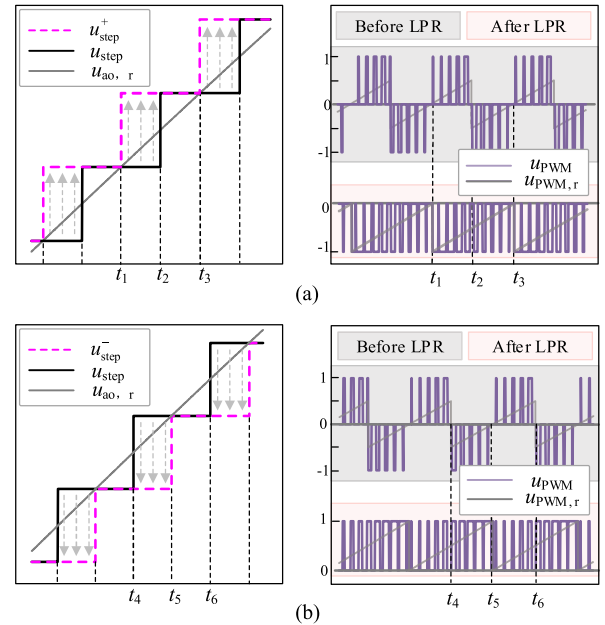 u⁺step
ustep
uao, r
t1 t2 t3
Before LPR After LPR
1
0
-1
uPWM
uPWM, r
0
-1
t1 t2 t3
(a)
u⁻step
ustep
uao, r
t4 t5 t6
Before LPR After LPR
1
0
-1
uPWM
uPWM, r
1
0
t4 t5 t6
(b)